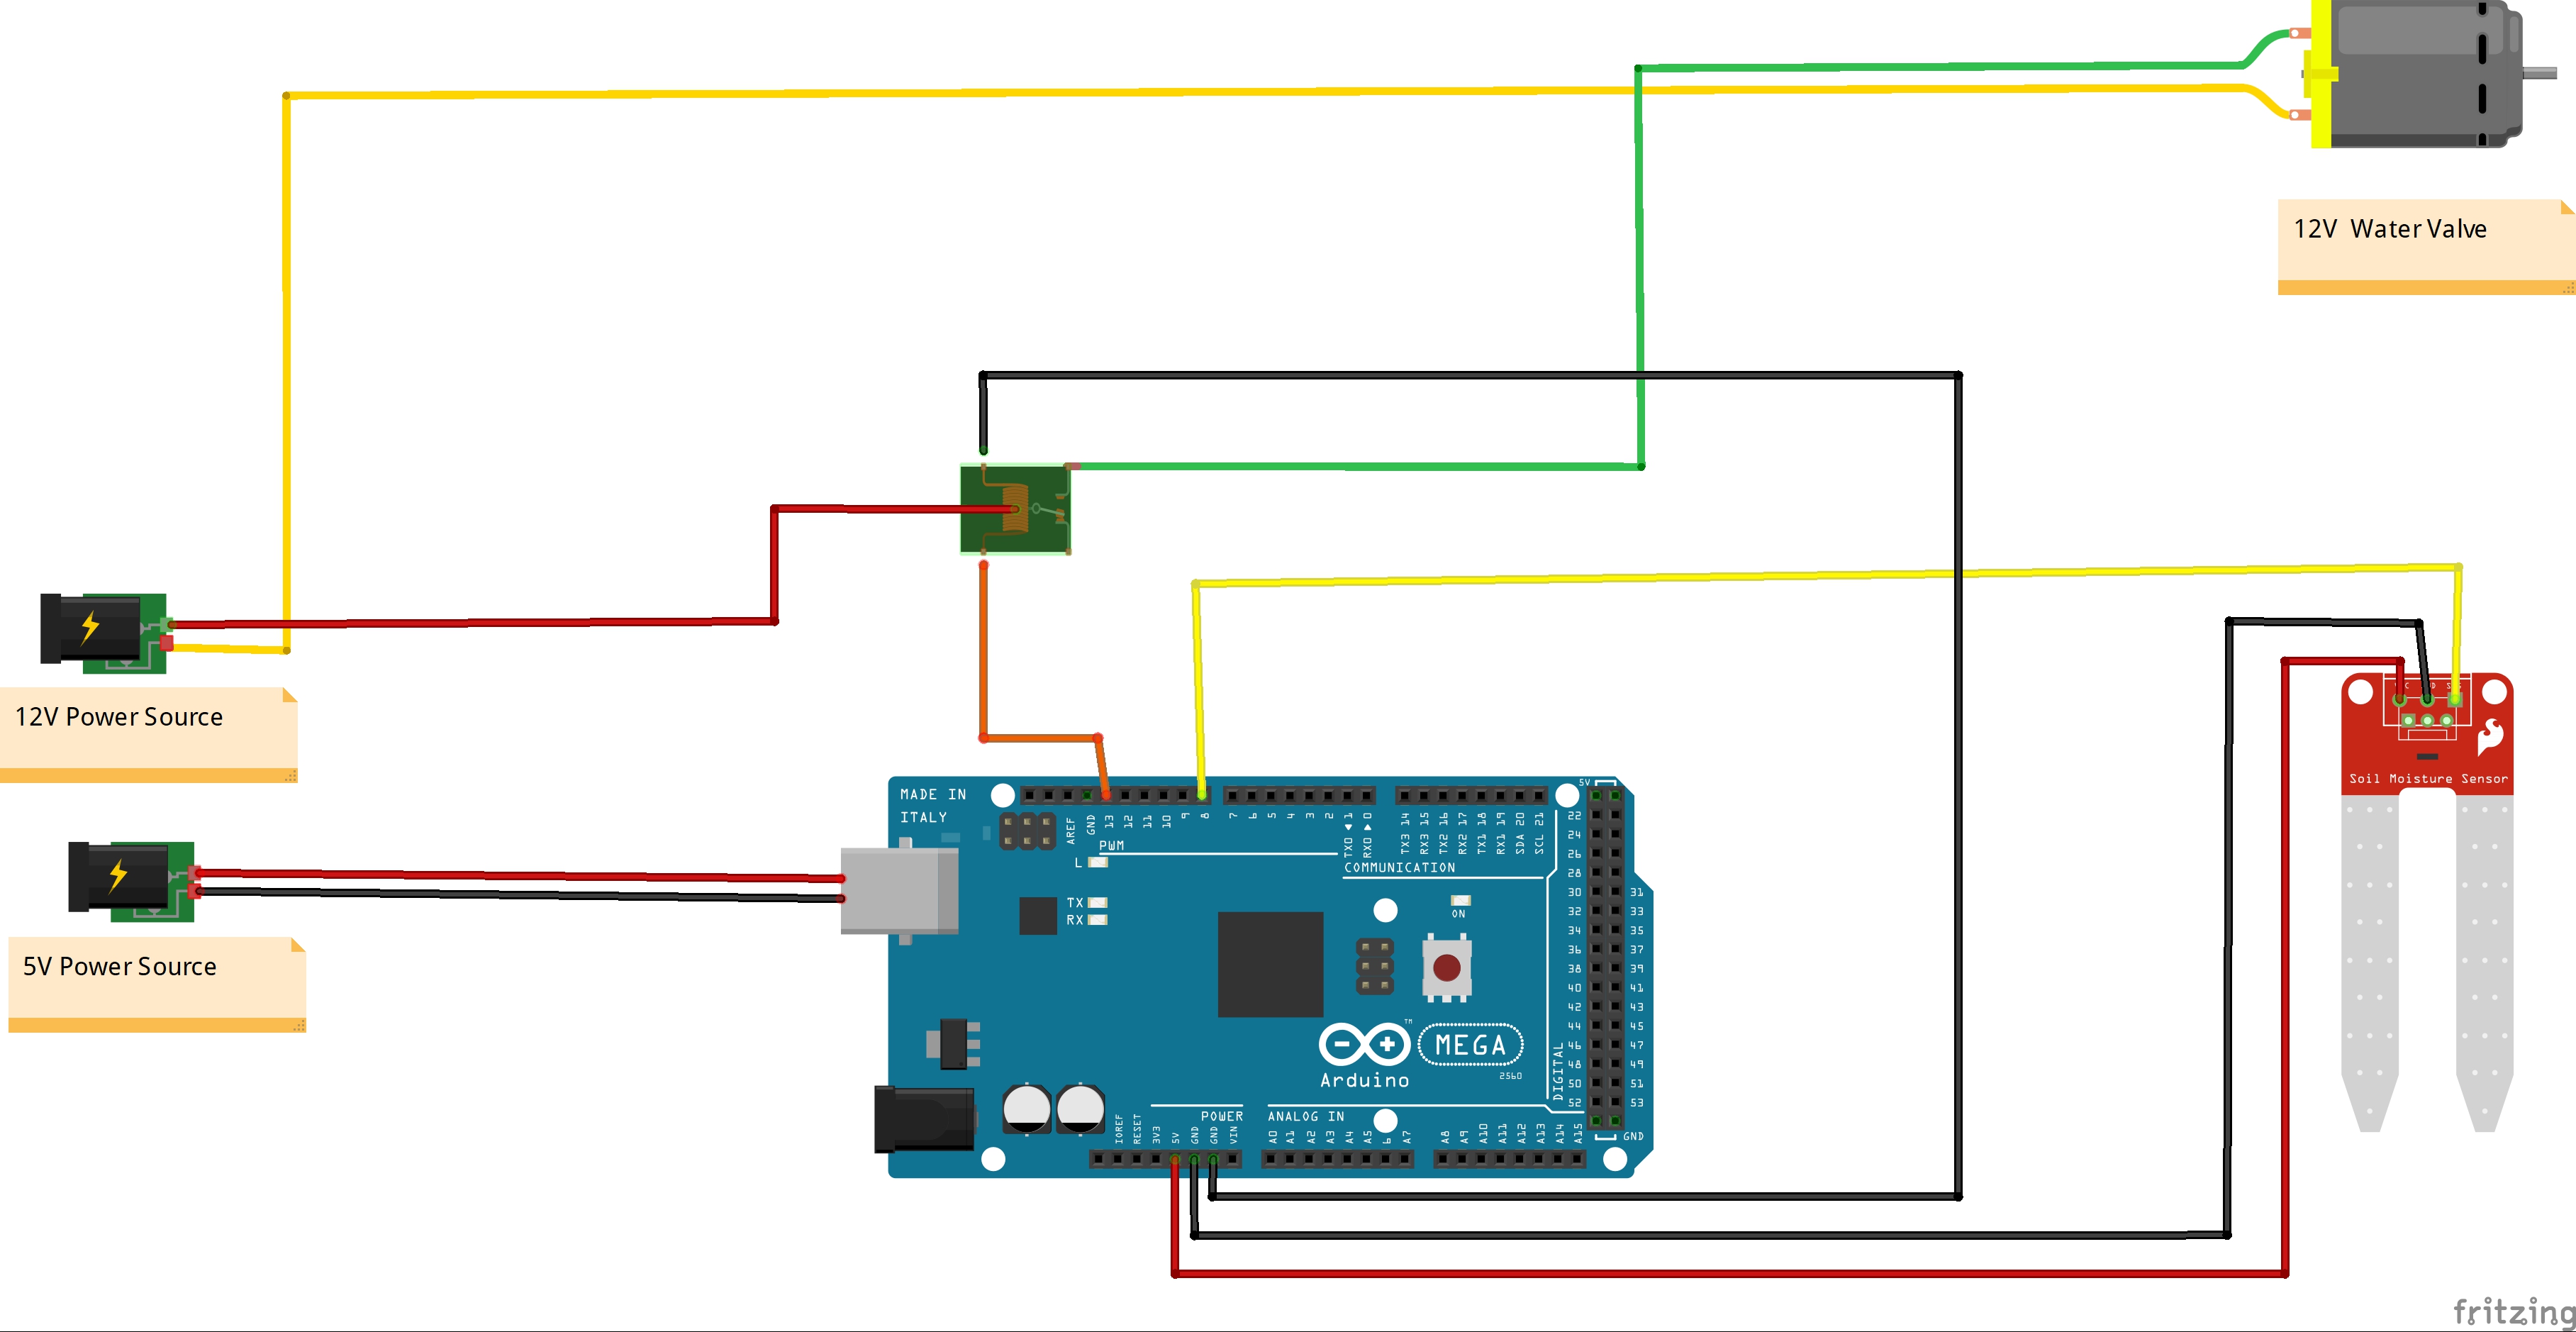 12V  Water Valve
12V Power Source
5V Power Source
Soil Moisture Sensor
MADE IN
ITALY
AREF
GND
13
12
11
10
9
8
7
6
5
4
3
2
TX0 ◀ 1
RX0 ▶ 0
TX3 14
RX3 15
TX2 16
RX2 17
TX1 18
RX1 19
SDA 20
SCL 21
PWM
COMMUNICATION
L
TX
RX
ON
5V
22
24
26
28
30 31
32 33
34 35
36 37
38 39
40 41
42 43
44 45
46 47
48 49
50 51
52 53
GND
DIGITAL
MEGA
TM
2560
Arduino
POWER
ANALOG IN
IOREF
RESET
3V3
5V
GND
GND
VIN
A0
A1
A2
A3
A4
A5
6
A7
A8
A9
A10
A11
A12
A13
A14
A15
fritzing